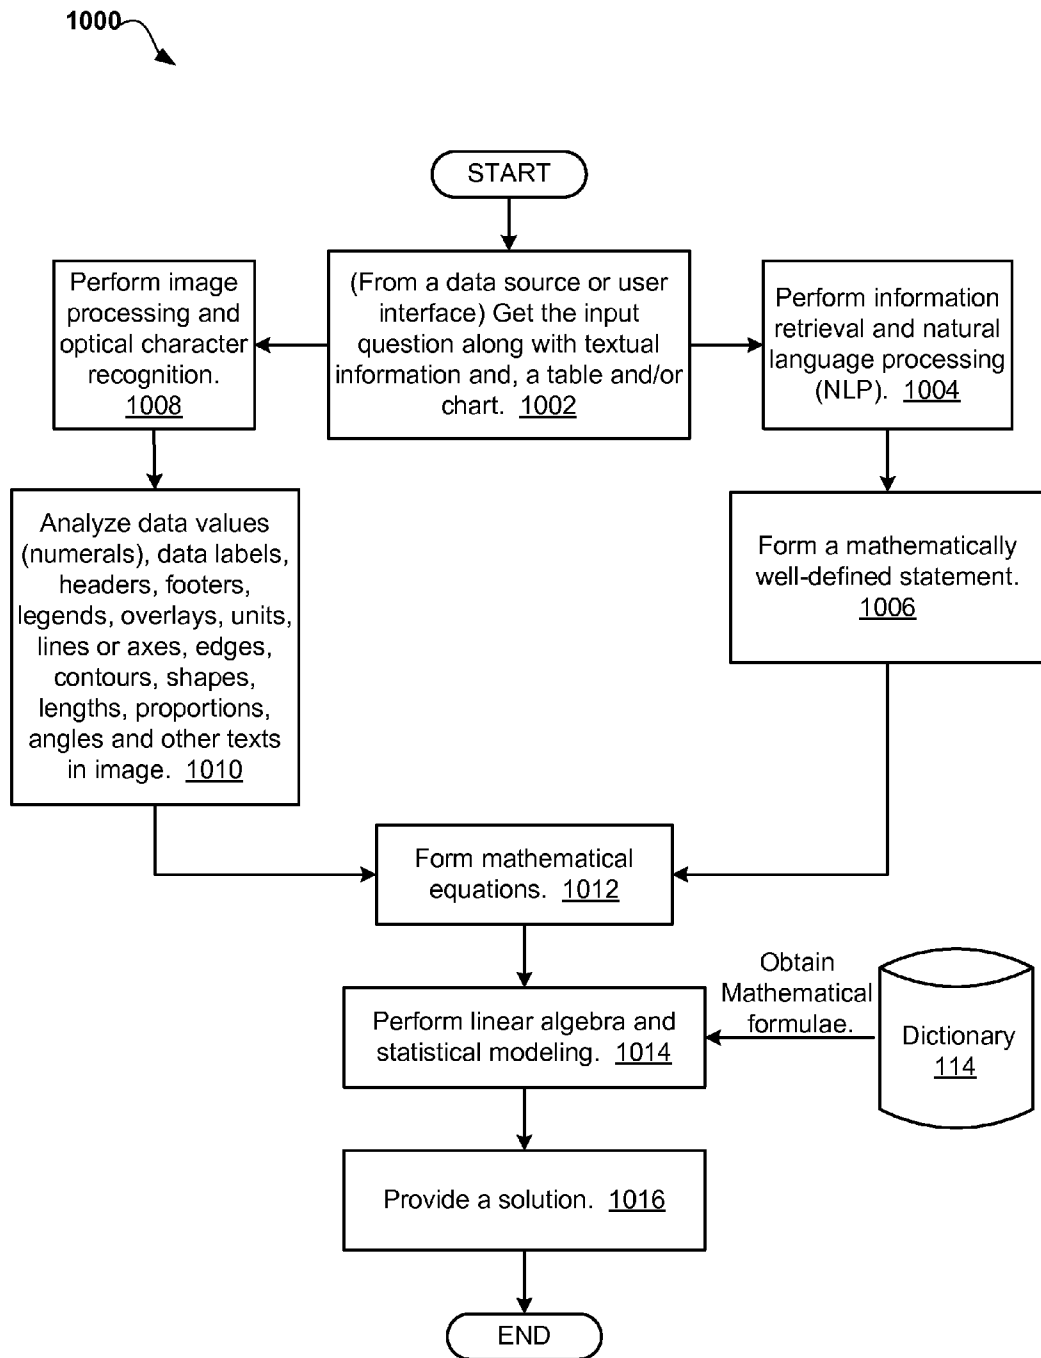 1000
START
Perform image
processing and
optical character
recognition.
1008
(From a data source or user
interface) Get the input
question along with textual
information and, a table and/or
chart. 1002
Perform information
retrieval and natural
language processing
(NLP). 1004
Analyze data values
(numerals), data labels,
headers, footers,
legends, overlays, units,
lines or axes, edges,
contours, shapes,
lengths, proportions,
angles and other texts
in image. 1010
Form a mathematically
well-defined statement.
1006
Form mathematical
equations. 1012
Obtain
Mathematical
formulae.
Dictionary
114
Perform linear algebra and
statistical modeling. 1014
Provide a solution. 1016
END